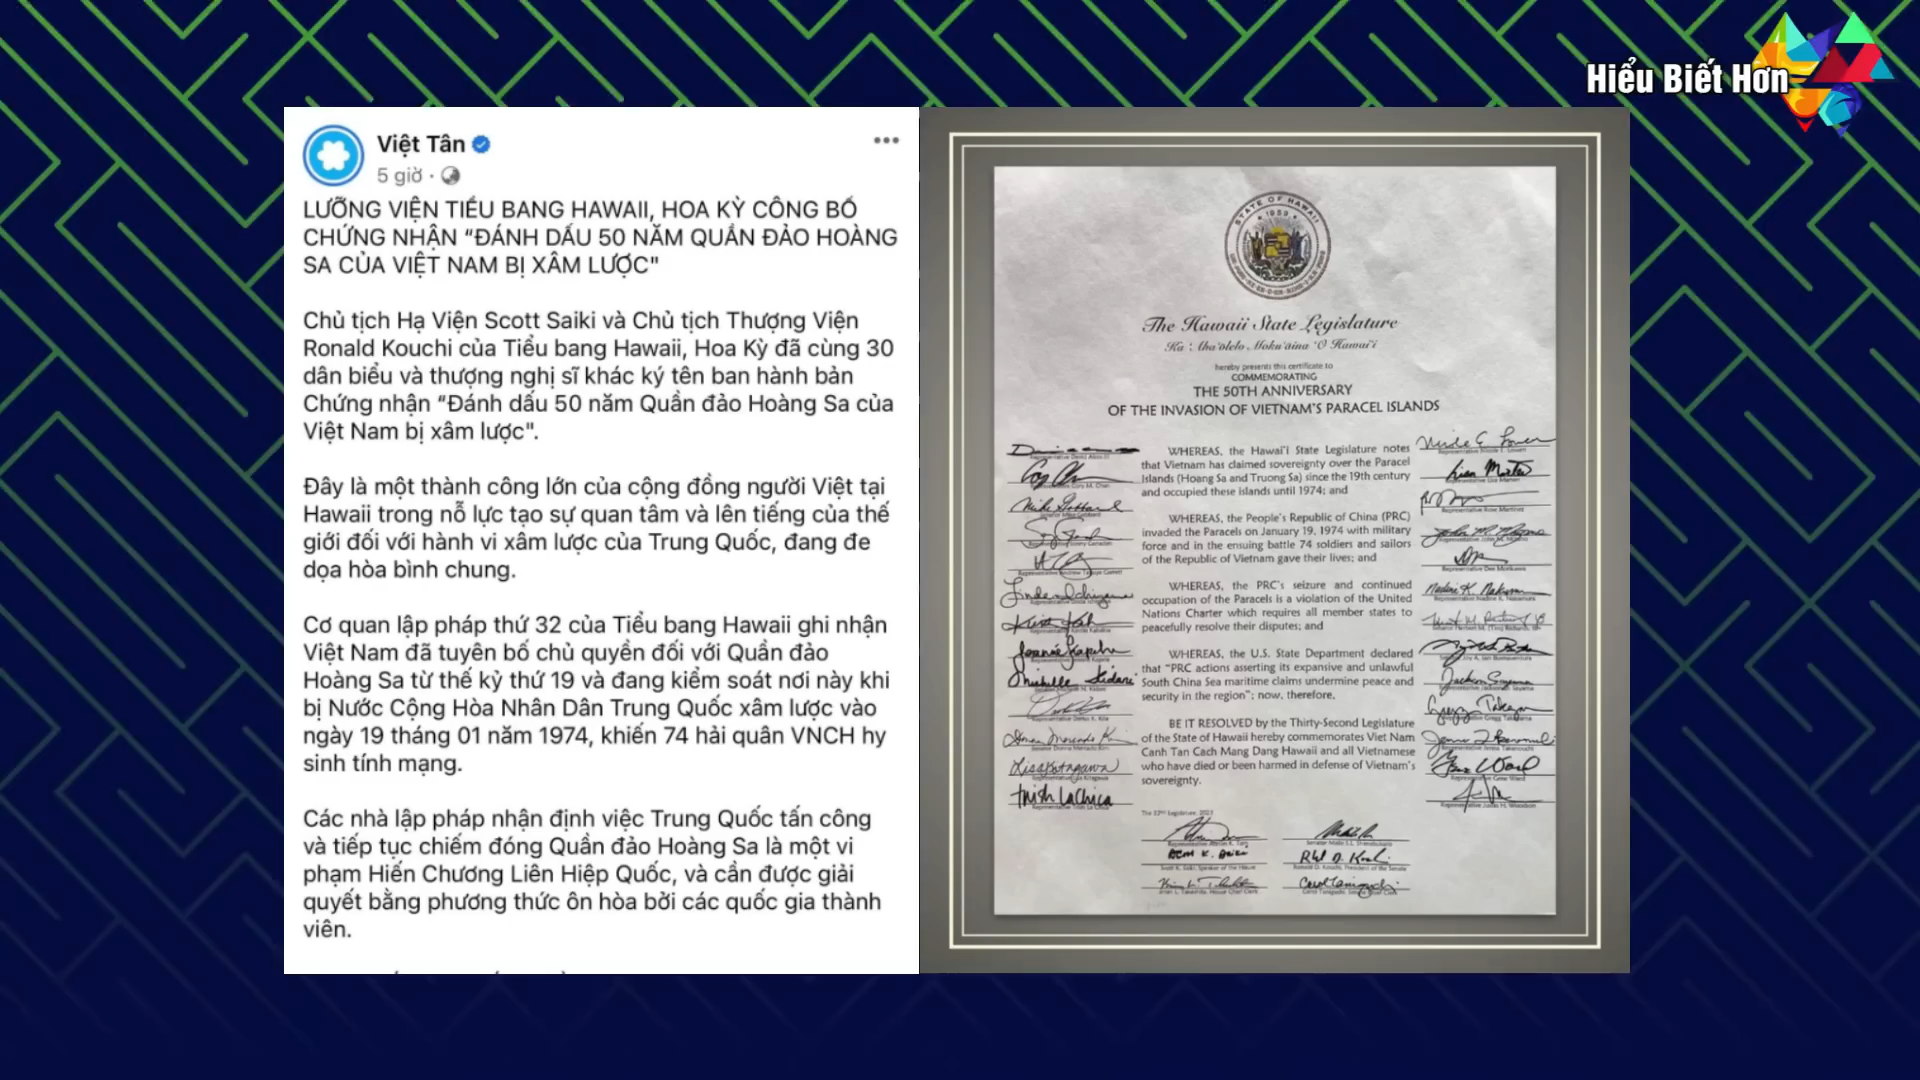 Hiểu Biết Hơn
Việt Tân
5 giờ ·
LƯỠNG VIỆN TIỂU BANG HAWAII, HOA KỲ CÔNG BỐ
CHỨNG NHẬN “ĐÁNH DẤU 50 NĂM QUẦN ĐẢO HOÀNG
SA CỦA VIỆT NAM BỊ XÂM LƯỢC"
Chủ tịch Hạ Viện Scott Saiki và Chủ tịch Thượng Viện
Ronald Kouchi của Tiểu bang Hawaii, Hoa Kỳ đã cùng 30
dân biểu và thượng nghị sĩ khác ký tên ban hành bản
Chứng nhận “Đánh dấu 50 năm Quần đảo Hoàng Sa của
Việt Nam bị xâm lược".
Đây là một thành công lớn của cộng đồng người Việt tại
Hawaii trong nỗ lực tạo sự quan tâm và lên tiếng của thế
giới đối với hành vi xâm lược của Trung Quốc, đang đe
dọa hòa bình chung.
Cơ quan lập pháp thứ 32 của Tiểu bang Hawaii ghi nhận
Việt Nam đã tuyên bố chủ quyền đối với Quần đảo
Hoàng Sa từ thế kỷ thứ 19 và đang kiểm soát nơi này khi
bị Nước Cộng Hòa Nhân Dân Trung Quốc xâm lược vào
ngày 19 tháng 01 năm 1974, khiến 74 hải quân VNCH hy
sinh tính mạng.
Các nhà lập pháp nhận định việc Trung Quốc tấn công
và tiếp tục chiếm đóng Quần đảo Hoàng Sa là một vi
phạm Hiến Chương Liên Hiệp Quốc, và cần được giải
quyết bằng phương thức ôn hòa bởi các quốc gia thành
viên.
STATE OF HAWAII
1959
The Hawaii State Legislature
hereby presents this certificate to
COMMEMORATING
THE 50TH ANNIVERSARY
OF THE INVASION OF VIETNAM'S PARACEL ISLANDS
WHEREAS, the Hawai'i State Legislature notes
that Vietnam has claimed sovereignty over the Paracel
Islands (Hoang Sa and Truong Sa) since the 19th century
and occupied these islands until 1974; and
WHEREAS, the People's Republic of China (PRC)
invaded the Paracels on January 19, 1974 with military
force and in the ensuing battle 74 soldiers and sailors
of the Republic of Vietnam gave their lives; and
WHEREAS, the PRC's seizure and continued
occupation of the Paracels is a violation of the United
Nations Charter which requires all member states to
peacefully resolve their disputes; and
WHEREAS, the U.S. State Department declared
that “PRC actions asserting its expansive and unlawful
South China Sea maritime claims undermine peace and
security in the region”; now, therefore,
BE IT RESOLVED by the Thirty-Second Legislature
of the State of Hawaii hereby commemorates Viet Nam
Canh Tan Cach Mang Dang Hawaii and all Vietnamese
who have died or been harmed in defense of Vietnam's
sovereignty.